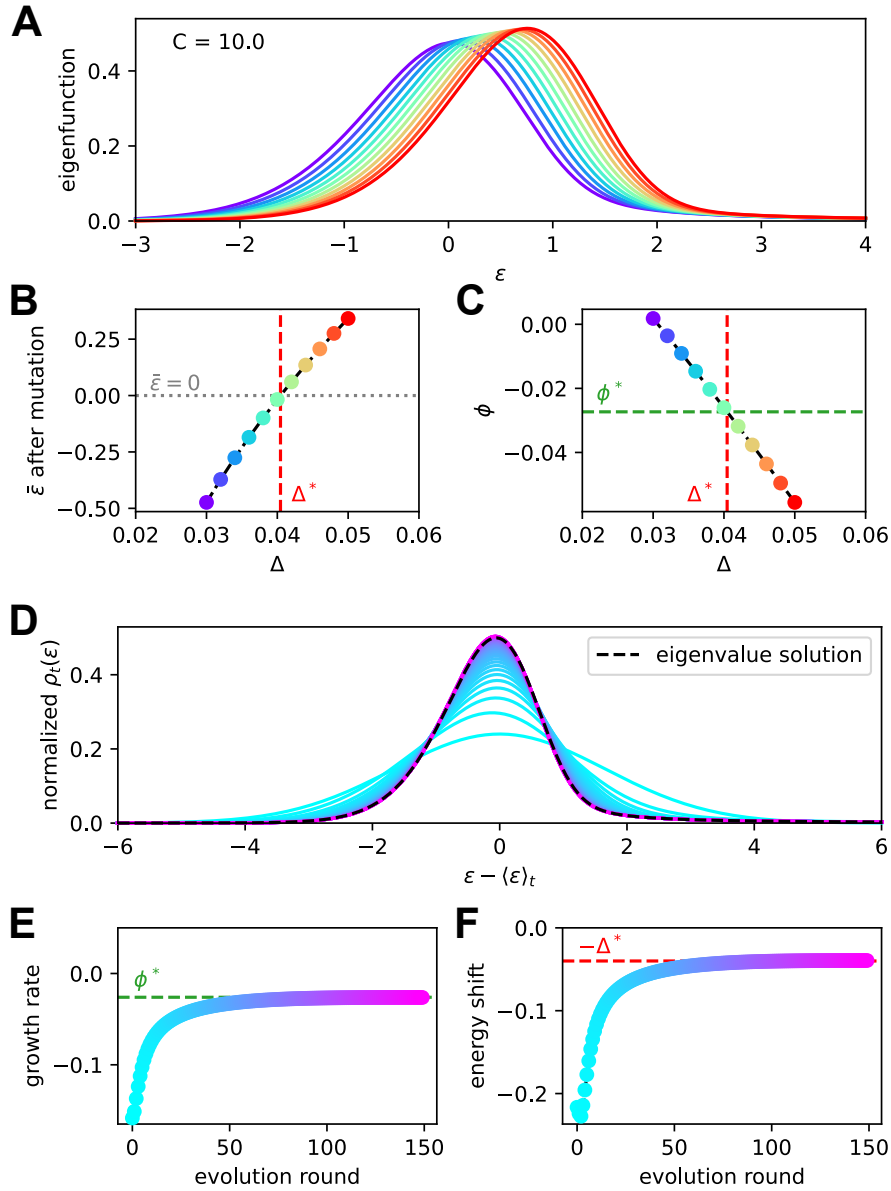 A
C = 10.0
eigenfunction
0.4
0.2
0.0
−3 −2 −1 0 1 2 3 4
ε
B
ε̄ after mutation
0.25
0.00
−0.25
−0.50
ε̄ = 0
Δ*
0.02 0.03 0.04 0.05 0.06
Δ
C
ϕ
0.00
−0.02
−0.04
ϕ*
Δ*
0.02 0.03 0.04 0.05 0.06
Δ
D
normalized ρₜ(ε)
0.4
0.2
0.0
eigenvalue solution
−6 −4 −2 0 2 4 6
ε − ⟨ε⟩ₜ
E
growth rate
0.0
−0.1
ϕ*
0 50 100 150
evolution round
F
energy shift
0.0
−0.1
−0.2
−Δ*
0 50 100 150
evolution round